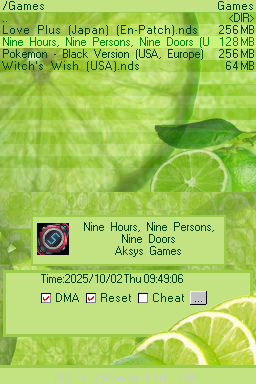 /Games Games
.. <DIR>
Love Plus (Japan) (En-Patch).nds 256MB
Nine Hours, Nine Persons, Nine Doors (U 128MB
Pokemon - Black Version (USA, Europe) 256MB
Witch's Wish (USA).nds 64MB
Nine Hours, Nine Persons,
Nine Doors
Aksys Games
Time:2025/10/02Thu 09:49:06
DMA Reset Cheat ...